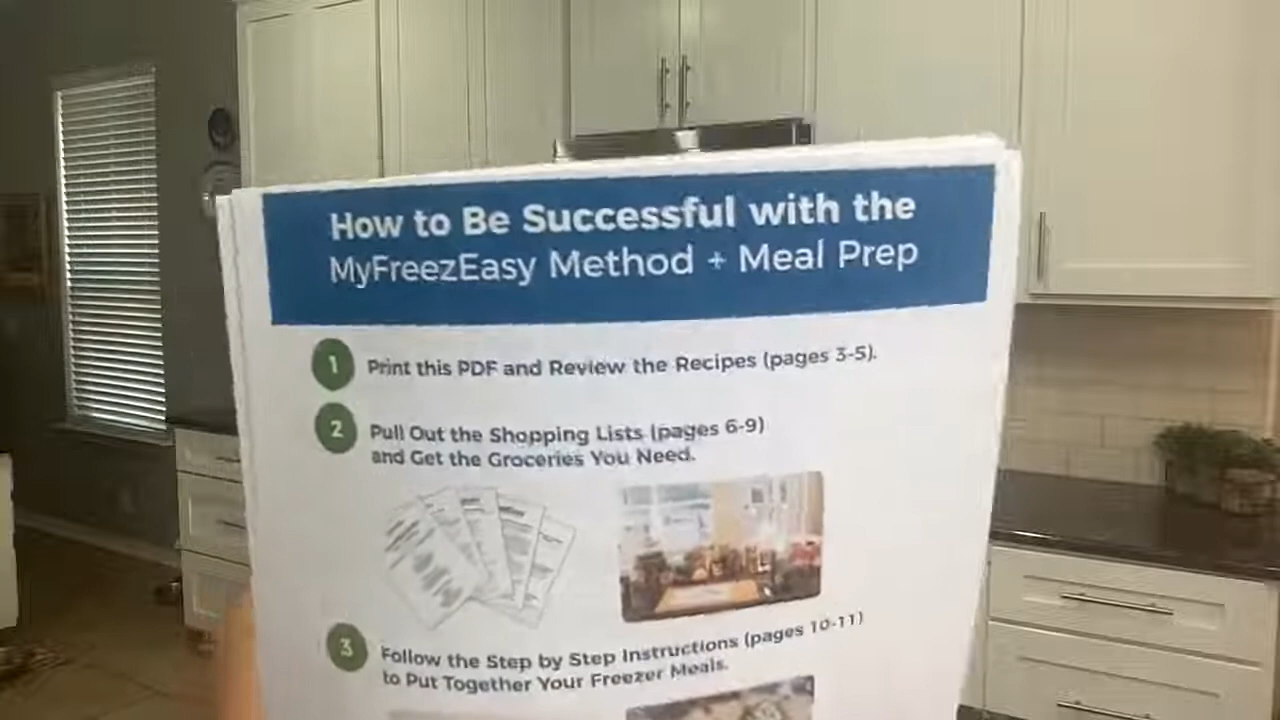 How to Be Successful with the
MyFreezEasy Method + Meal Prep
1 Print this PDF and Review the Recipes (pages 3-5).
2 Pull Out the Shopping Lists (pages 6-9)
and Get the Groceries You Need.
3 Follow the Step by Step Instructions (pages 10-11)
to Put Together Your Freezer Meals.